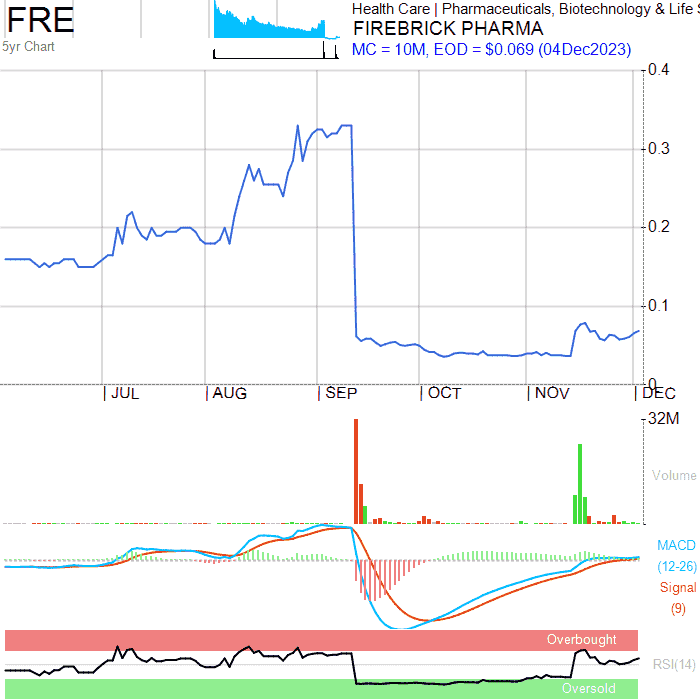 FRE
Health Care | Pharmaceuticals, Biotechnology & Life S
FIREBRICK PHARMA
5yr Chart
MC = 10M, EOD = $0.069 (04Dec2023)
0.4
0.3
0.2
0.1
0
JUL AUG SEP OCT NOV DEC
32M
Volume
MACD
(12-26)
Signal
(9)
Overbought
RSI(14)
Oversold